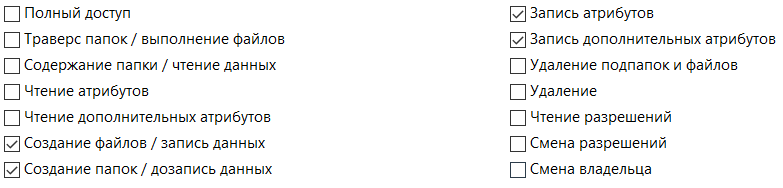 Полный доступ
Траверс папок / выполнение файлов
Содержание папки / чтение данных
Чтение атрибутов
Чтение дополнительных атрибутов
Создание файлов / запись данных
Создание папок / дозапись данных
Запись атрибутов
Запись дополнительных атрибутов
Удаление подпапок и файлов
Удаление
Чтение разрешений
Смена разрешений
Смена владельца